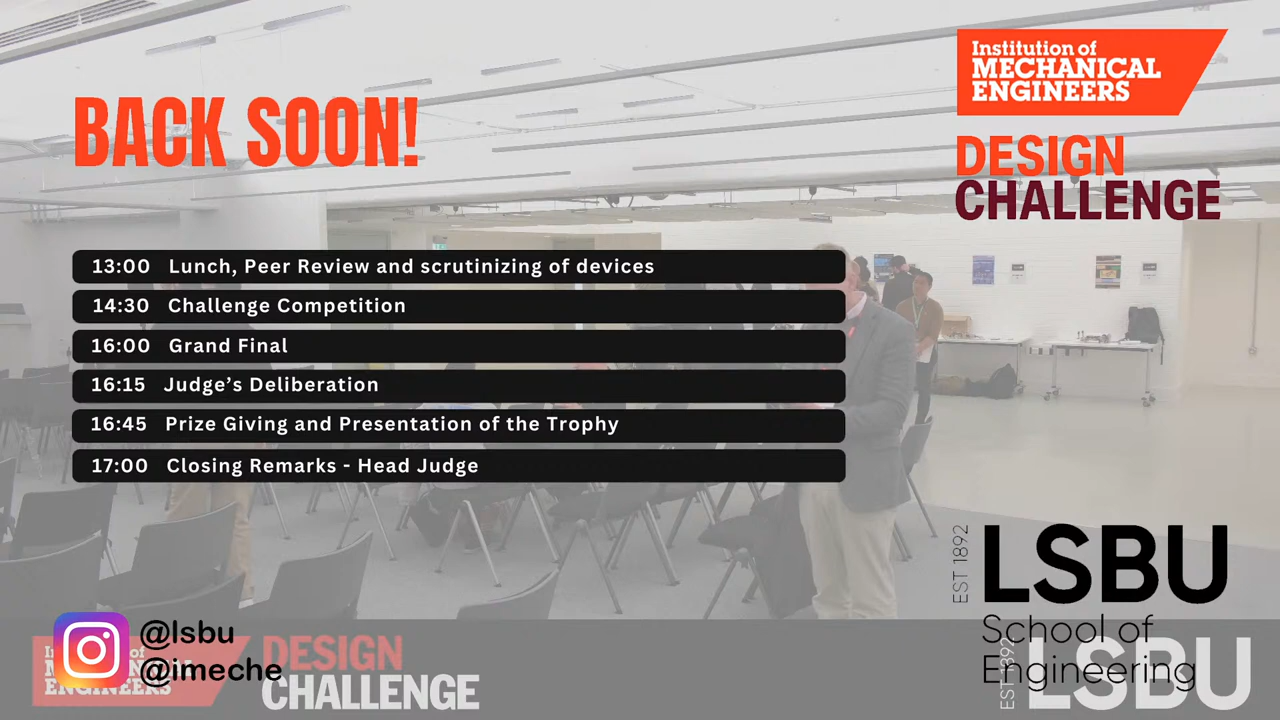 BACK SOON!
Institution of
MECHANICAL
ENGINEERS
DESIGN
CHALLENGE
13:00 Lunch, Peer Review and scrutinizing of devices
14:30 Challenge Competition
16:00 Grand Final
16:15 Judge’s Deliberation
16:45 Prize Giving and Presentation of the Trophy
17:00 Closing Remarks - Head Judge
EST 1892
LSBU
School of
Engineering
@lsbu
@imeche
DESIGN
CHALLENGE
EST 1892
LSBU